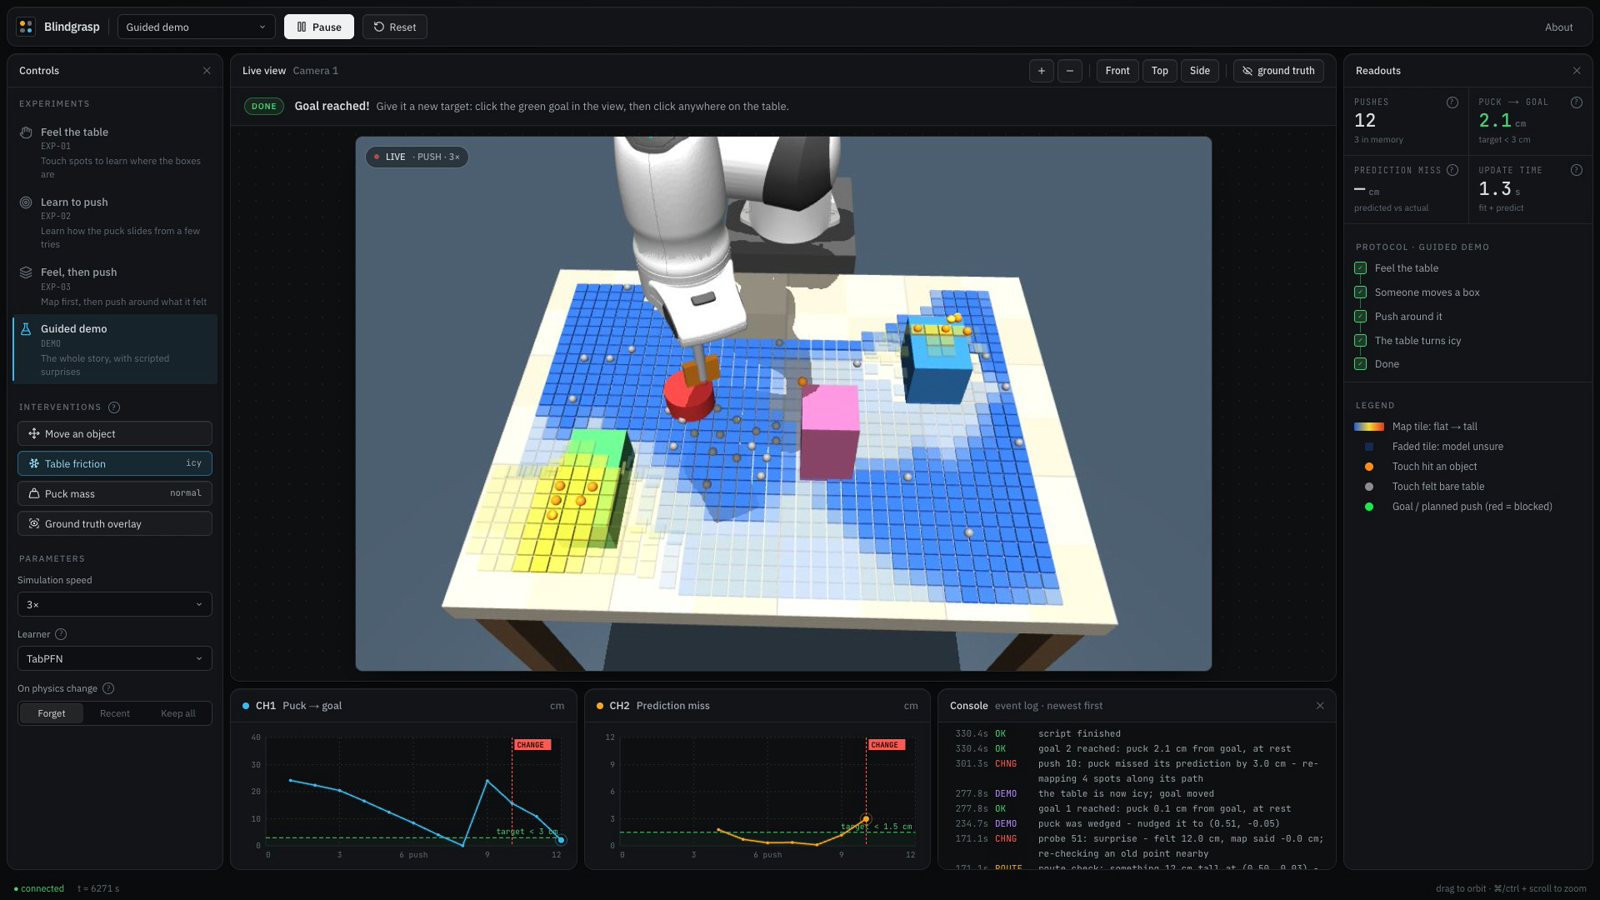 Blindgrasp
Guided demo
Pause
Reset
About
Controls
EXPERIMENTS
Feel the table
EXP-01
Touch spots to learn where the boxes
are
Learn to push
EXP-02
Learn how the puck slides from a few
tries
Feel, then push
EXP-03
Map first, then push around what it felt
Guided demo
DEMO
The whole story, with scripted
surprises
INTERVENTIONS ?
Move an object
Table friction icy
Puck mass normal
Ground truth overlay
PARAMETERS
Simulation speed
3×
Learner ?
TabPFN
On physics change ?
Forget Recent Keep all
Live view Camera 1
+ − Front Top Side ground truth
DONE Goal reached! Give it a new target: click the green goal in the view, then click anywhere on the table.
LIVE · PUSH · 3×
CH1 Puck → goal cm
40
30
20
10
0
CHANGE
target < 3 cm
0 3 6 push 9 12
CH2 Prediction miss cm
12
9
6
3
0
CHANGE
target < 1.5 cm
0 3 6 push 9 12
Console event log · newest first
330.4s OK script finished
330.4s OK goal 2 reached: puck 2.1 cm from goal, at rest
301.3s CHNG push 10: puck missed its prediction by 3.0 cm - re-
mapping 4 spots along its path
277.8s DEMO the table is now icy; goal moved
277.8s OK goal 1 reached: puck 0.1 cm from goal, at rest
234.7s DEMO puck was wedged - nudged it to (0.51, -0.05)
171.1s CHNG probe 51: surprise - felt 12.0 cm, map said -0.0 cm;
re-checking an old point nearby
171.1s ROUTE route check: something 12 cm tall at (0.50, 0.03) -
Readouts
PUSHES ?
12
3 in memory
PUCK → GOAL ?
2.1 cm
target < 3 cm
PREDICTION MISS ?
— cm
predicted vs actual
UPDATE TIME ?
1.3 s
fit + predict
PROTOCOL · GUIDED DEMO
Feel the table
Someone moves a box
Push around it
The table turns icy
Done
LEGEND
Map tile: flat → tall
Faded tile: model unsure
Touch hit an object
Touch felt bare table
Goal / planned push (red = blocked)
connected t = 6271 s
drag to orbit · ⌘/ctrl + scroll to zoom